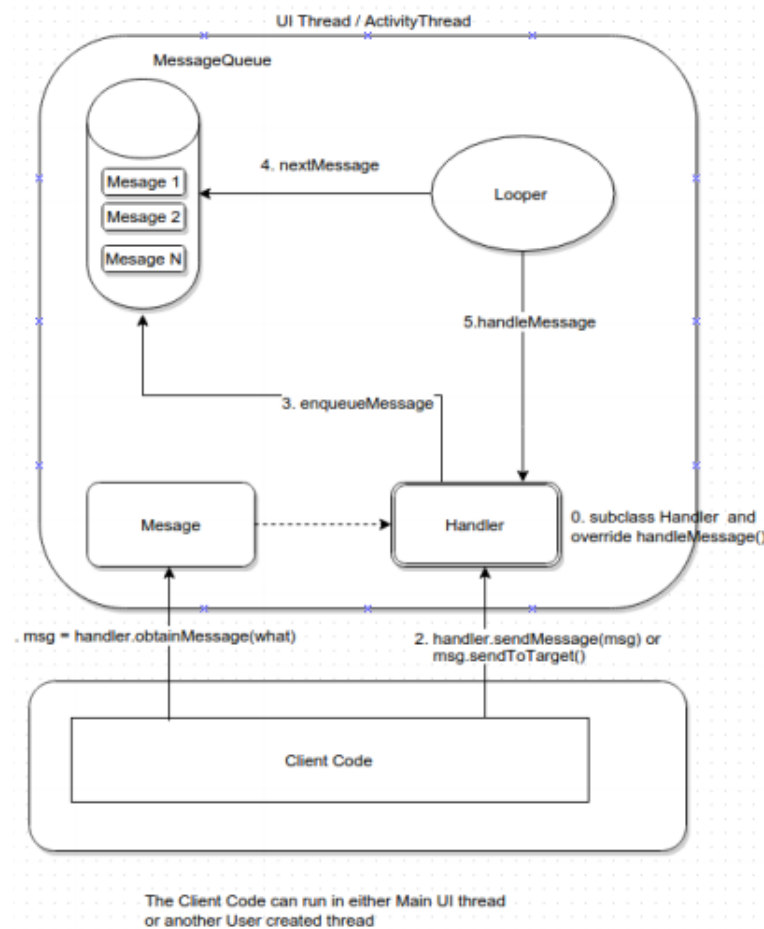 UI Thread / ActivityThread
MessageQueue
4. nextMessage
Mesage 1
Mesage 2
Mesage N
Looper
5.handleMessage
3. enqueueMessage
Mesage
Handler
0. subclass Handler and
override handleMessage()
. msg = handler.obtainMessage(what)
2. handler.sendMessage(msg) or
msg.sendToTarget()
Client Code
The Client Code can run in either Main UI thread
or another User created thread